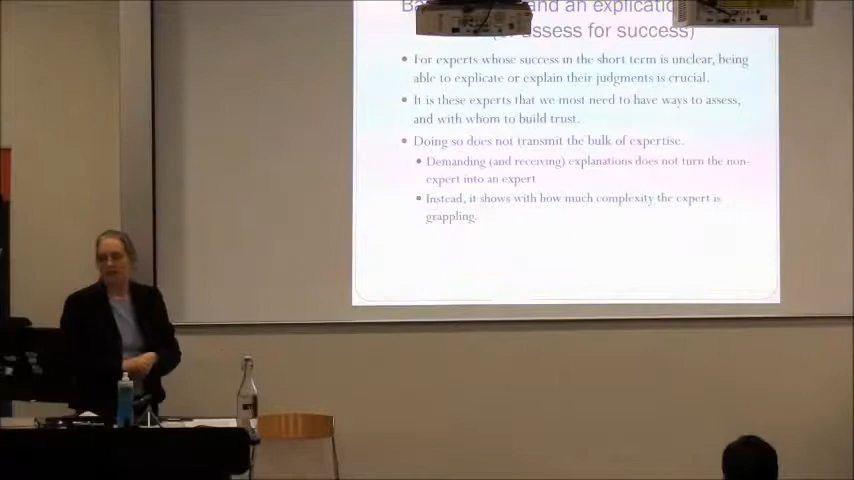 and an explicatio
assess for success)
• For experts whose success in the short term is unclear, being
able to explicate or explain their judgments is crucial.
• It is these experts that we most need to have ways to assess,
and with whom to build trust.
• Doing so does not transmit the bulk of expertise.
• Demanding (and receiving) explanations does not turn the non-
expert into an expert
• Instead, it shows with how much complexity the expert is
grappling.